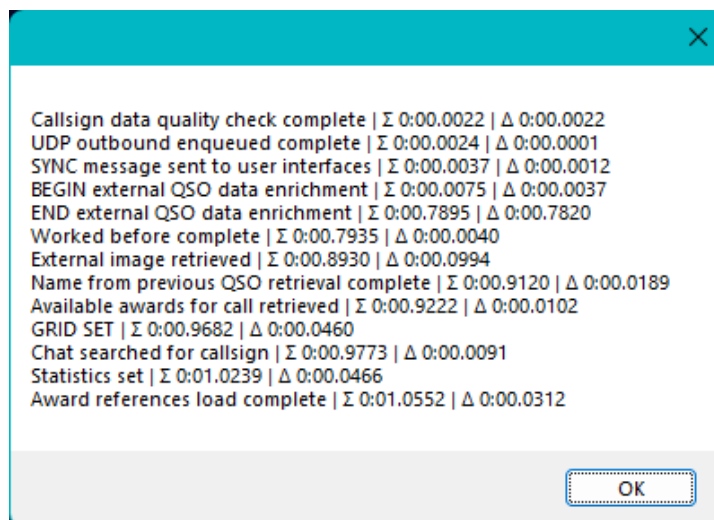 Callsign data quality check complete | Σ 0:00.0022 | Δ 0:00.0022
UDP outbound enqueued complete | Σ 0:00.0024 | Δ 0:00.0001
SYNC message sent to user interfaces | Σ 0:00.0037 | Δ 0:00.0012
BEGIN external QSO data enrichment | Σ 0:00.0075 | Δ 0:00.0037
END external QSO data enrichment | Σ 0:00.7895 | Δ 0:00.7820
Worked before complete | Σ 0:00.7935 | Δ 0:00.0040
External image retrieved | Σ 0:00.8930 | Δ 0:00.0994
Name from previous QSO retrieval complete | Σ 0:00.9120 | Δ 0:00.0189
Available awards for call retrieved | Σ 0:00.9222 | Δ 0:00.0102
GRID SET | Σ 0:00.9682 | Δ 0:00.0460
Chat searched for callsign | Σ 0:00.9773 | Δ 0:00.0091
Statistics set | Σ 0:01.0239 | Δ 0:00.0466
Award references load complete | Σ 0:01.0552 | Δ 0:00.0312
OK